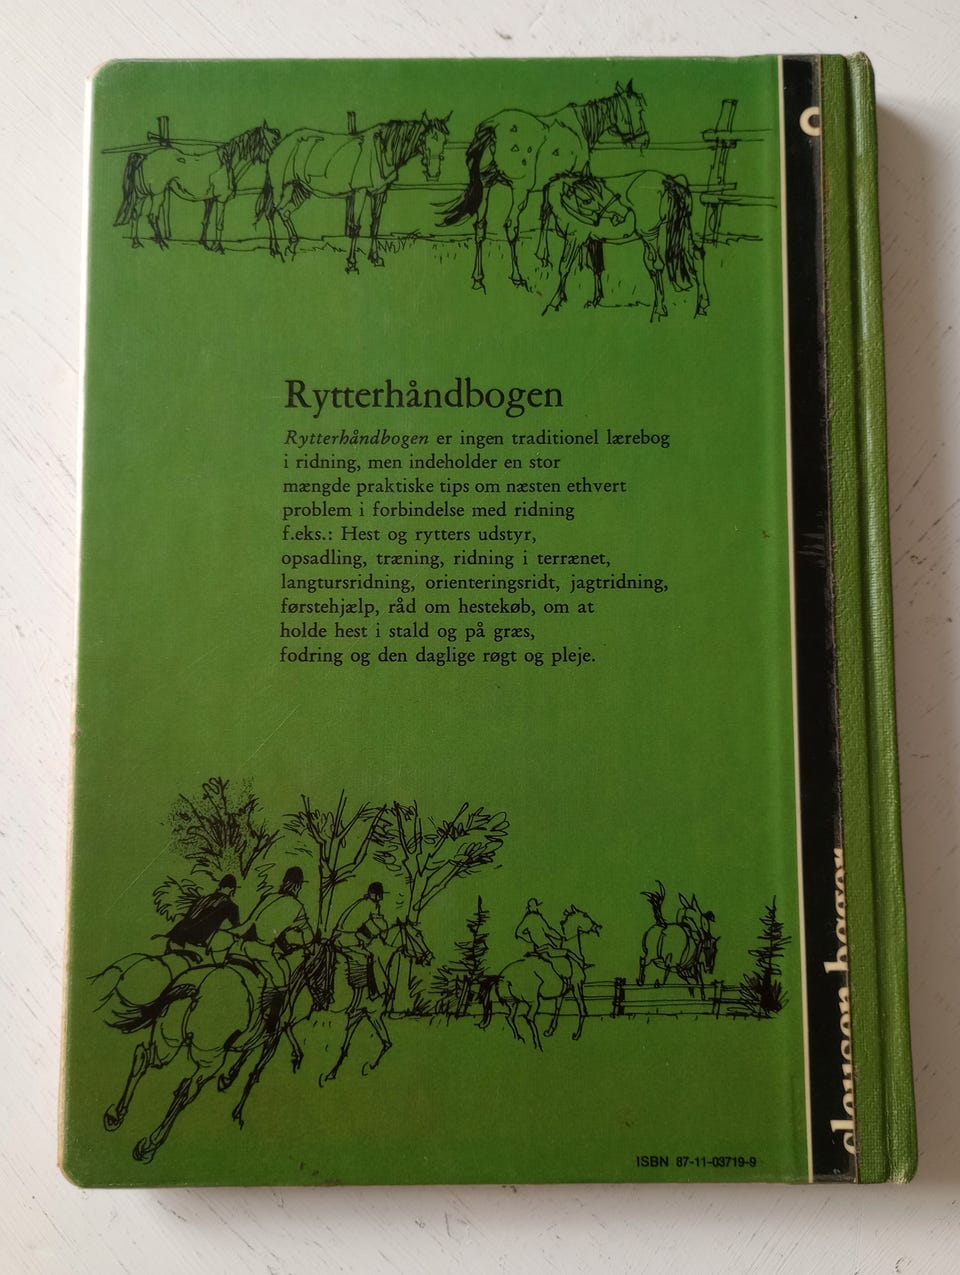 Rytterhåndbogen
Rytterhåndbogen er ingen traditionel lærebog
i ridning, men indeholder en stor
mængde praktiske tips om næsten ethvert
problem i forbindelse med ridning
f.eks.: Hest og rytters udstyr,
opsadling, træning, ridning i terrænet,
langtursridning, orienteringsridt, jagtridning,
førstehjælp, råd om hestekøb, om at
holde hest i stald og på græs,
fodring og den daglige røgt og pleje.
ISBN 87-11-03719-9